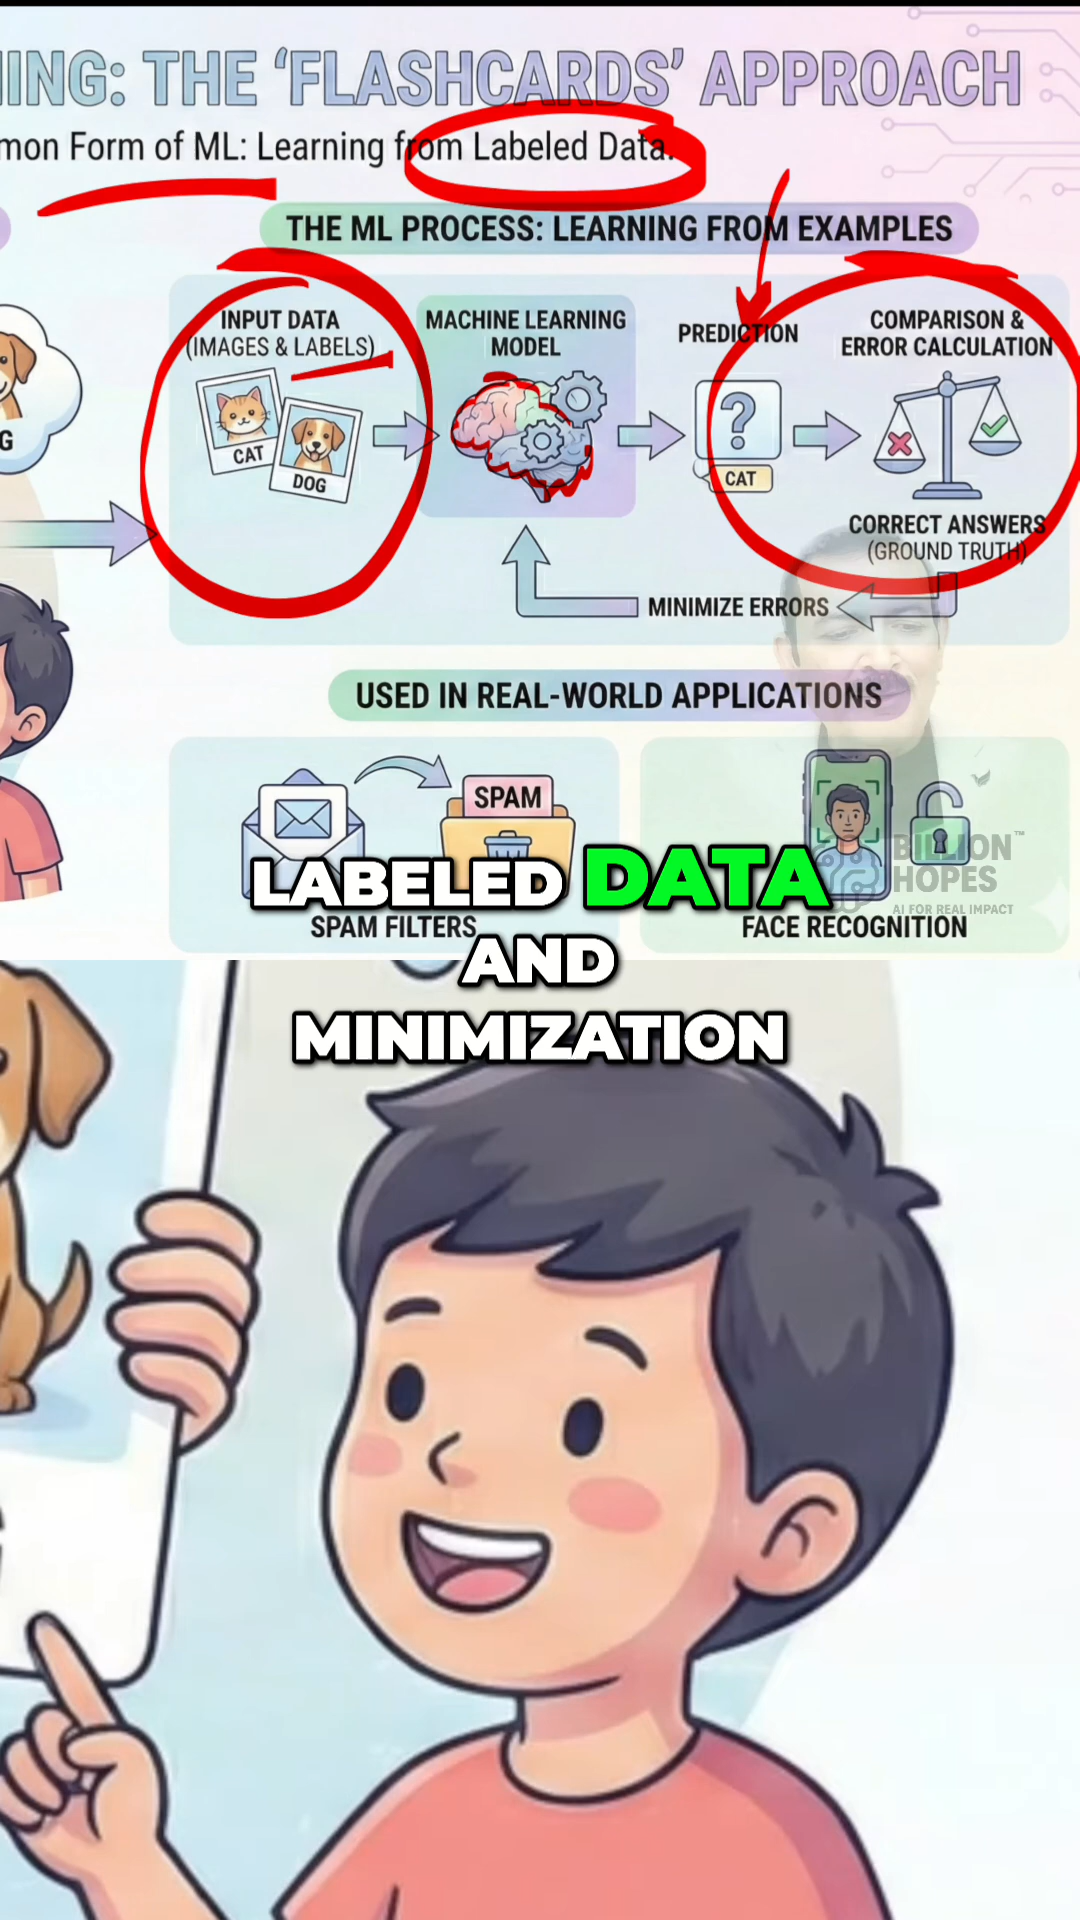 ING: THE ‘FLASHCARDS’ APPROACH
mon Form of ML: Learning from Labeled Data.
THE ML PROCESS: LEARNING FROM EXAMPLES
INPUT DATA
(IMAGES & LABELS)
CAT
DOG
MACHINE LEARNING
MODEL
PREDICTION
?
CAT
COMPARISON &
ERROR CALCULATION
CORRECT ANSWERS
(GROUND TRUTH)
MINIMIZE ERRORS
G
USED IN REAL-WORLD APPLICATIONS
SPAM
SPAM FILTERS
FACE RECOGNITION
BILLION™
HOPES
AI FOR REAL IMPACT
LABELED DATA
AND
MINIMIZATION